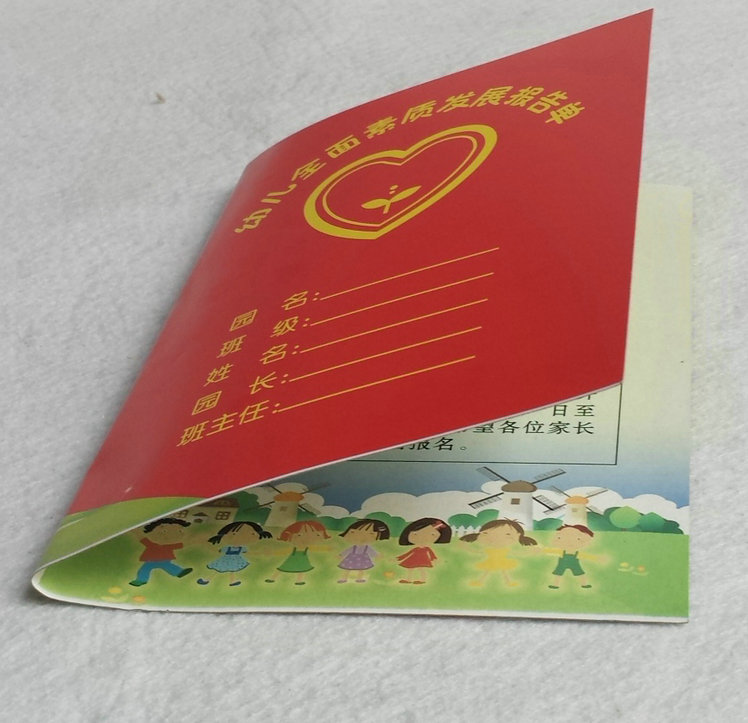 幼儿全面素质发展报告单
园 名:
班 级:
姓 名:
园 长:
班主任:
日至
望各位家长
报名。